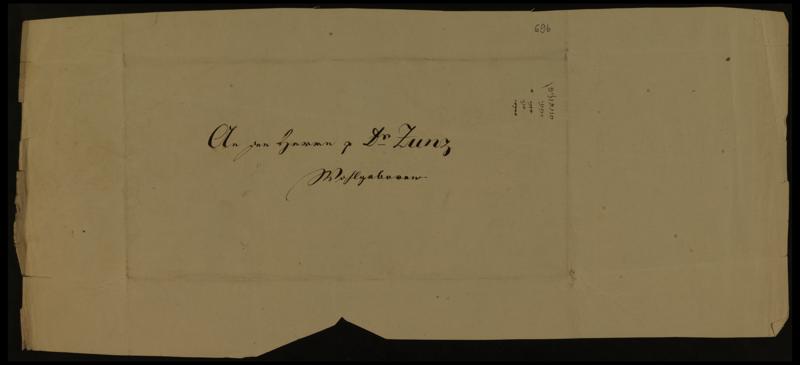 696
An den Herrn p Dr Zunz
Wohlgeboren